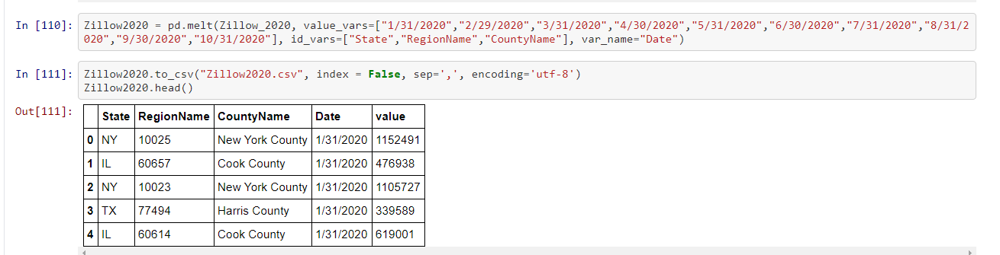 In [110]: Zillow2020 = pd.melt(Zillow_2020, value_vars=["1/31/2020","2/29/2020","3/31/2020","4/30/2020","5/31/2020","6/30/2020","7/31/2020","8/31/2
020","9/30/2020","10/31/2020"], id_vars=["State","RegionName","CountyName"], var_name="Date")
In [111]: Zillow2020.to_csv("Zillow2020.csv", index = False, sep=',', encoding='utf-8')
Zillow2020.head()
Out[111]:
State RegionName CountyName Date value
0 NY 10025 New York County 1/31/2020 1152491
1 IL 60657 Cook County 1/31/2020 476938
2 NY 10023 New York County 1/31/2020 1105727
3 TX 77494 Harris County 1/31/2020 339589
4 IL 60614 Cook County 1/31/2020 619001